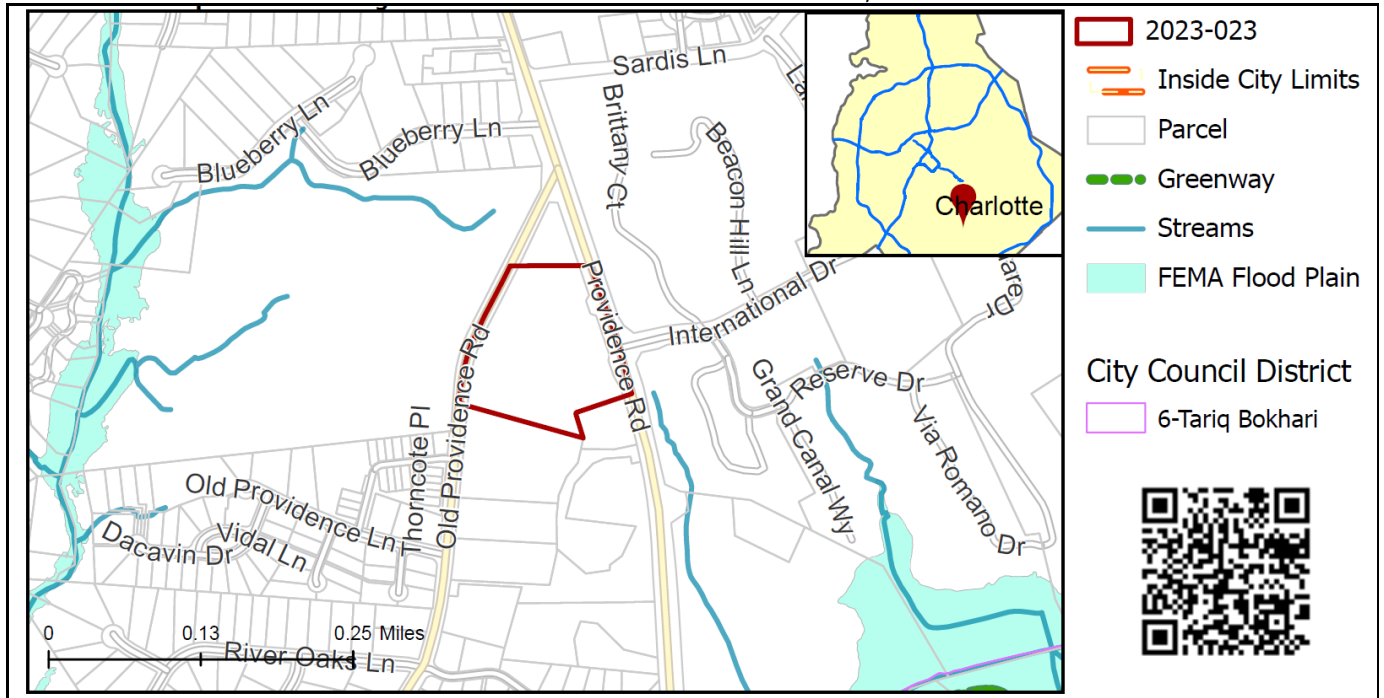 Sardis Ln
Brittany Ct
Beacon Hill Ln
Blueberry Ln
Blueberry Ln
Providence Rd
International Dr
Old Providence Rd
Grand Canal Wy
Reserve Dr
Via Romano Dr
Thorncote Pl
Old Providence Ln
Dacavin Dr
Vidal Ln
River Oaks Ln
0 0.13 0.25 Miles
Charlotte
2023-023
Inside City Limits
Parcel
Greenway
Streams
FEMA Flood Plain
City Council District
6-Tariq Bokhari